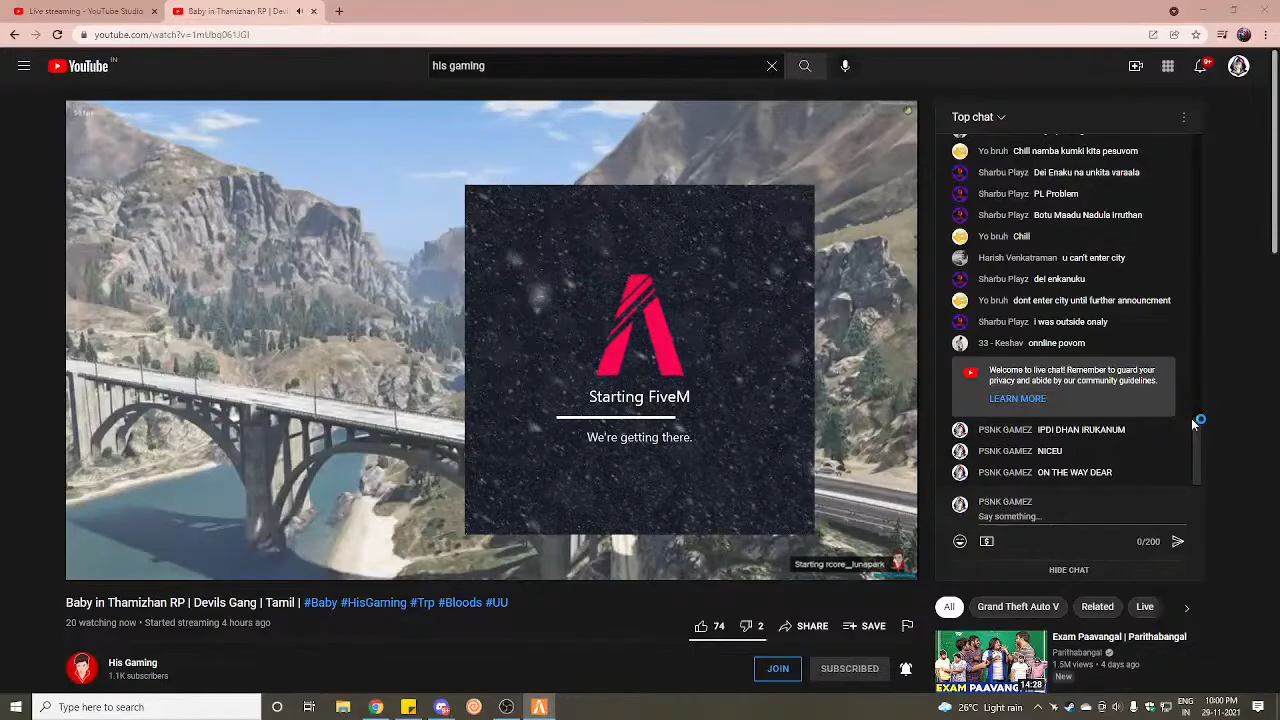 Live streaming - YouTube Studio
Baby in Thamizhan RP | Devi
youtube.com/watch?v=1mUbq061JGI
YouTube IN
his gaming
9+
Top chat
Yo bruh Chill namba kumki kita pesuvom
Sharbu Playz Dei Enaku na unkita varaala
Sharbu Playz PL Problem
Sharbu Playz Botu Maadu Nadula Irruthan
Yo bruh Chill
Harish Venkatraman u can't enter city
Sharbu Playz dei enkanuku
Yo bruh dont enter city until further announcment
Sharbu Playz i was outside onaly
33 - Keshav onnline povom
Welcome to live chat! Remember to guard your
privacy and abide by our community guidelines.
LEARN MORE
PSNK GAMEZ IPDI DHAN IRUKANUM
PSNK GAMEZ NICEU
PSNK GAMEZ ON THE WAY DEAR
PSNK GAMEZ
Say something...
0/200
HIDE CHAT
Starting FiveM
We're getting there.
Starting rcore_lunapark
Baby in Thamizhan RP | Devils Gang | Tamil | #Baby #HisGaming #Trp #Bloods #UU
20 watching now • Started streaming 4 hours ago
74
2
SHARE
SAVE
His Gaming
1.1K subscribers
JOIN
SUBSCRIBED
All
Grand Theft Auto V
Related
Live
Exam Paavangal | Parithabangal
Parithabangal
1.5M views • 4 days ago
New
EXAM PAAVANG
14:28
Type here to search
26°C Light rain
ENG
IN
10:00 PM
29-11-2021